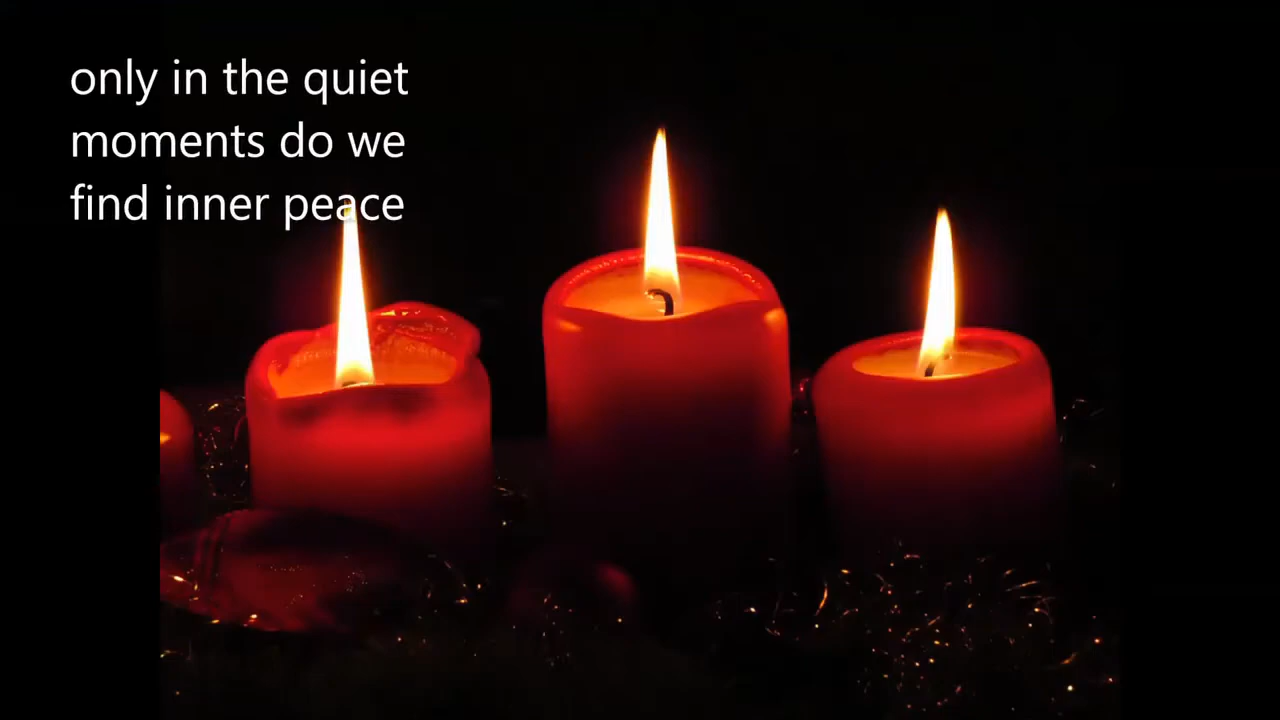 only in the quiet
moments do we
find inner peace